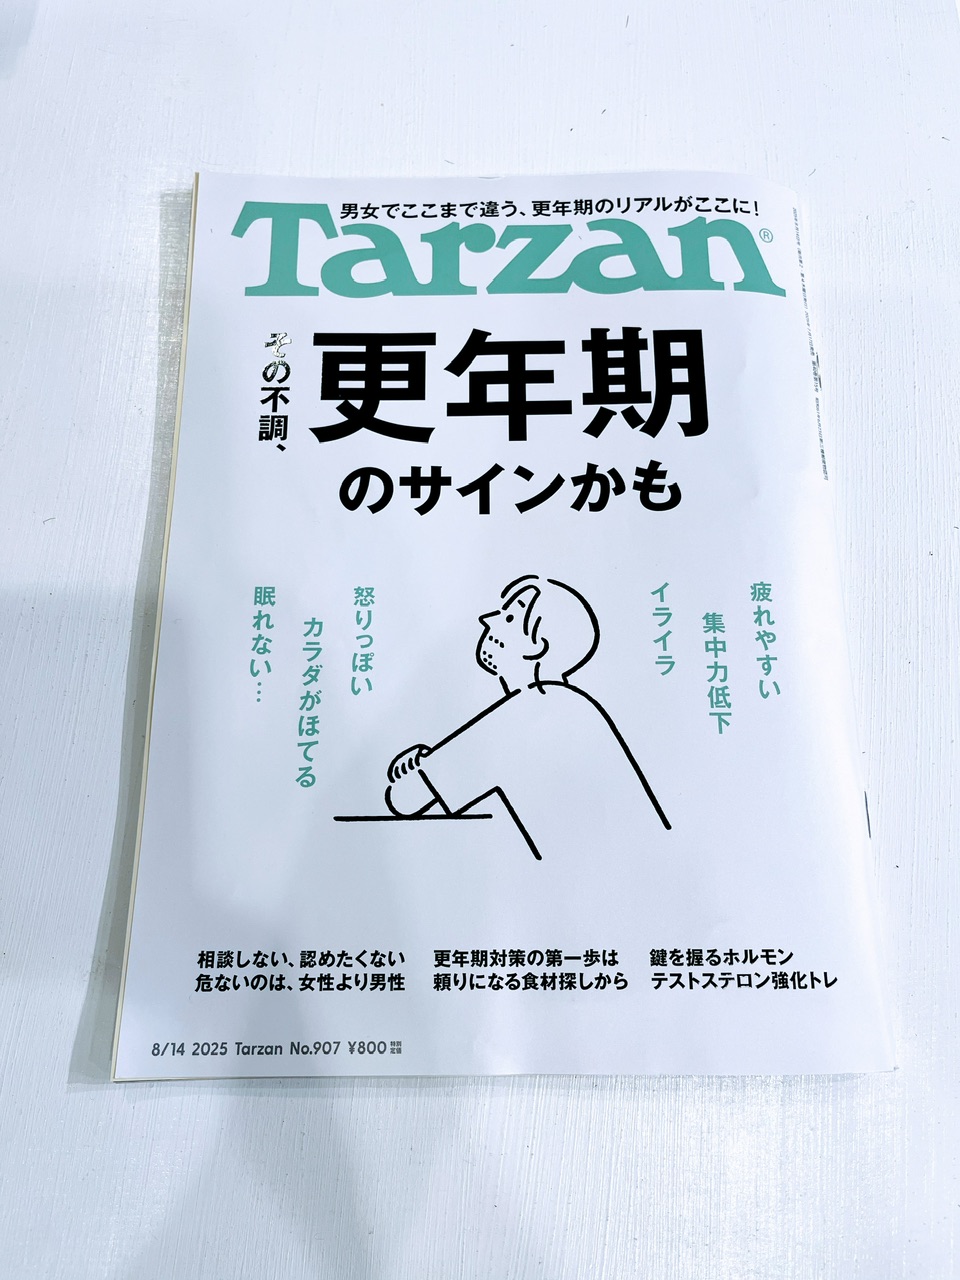 男女でここまで違う、更年期のリアルがここに!
Tarzan®
その不調、
更年期
のサインかも
疲れやすい
集中力低下
イライラ
怒りっぽい
カラダがほてる
眠れない…
相談しない、認めたくない
危ないのは、女性より男性
更年期対策の第一歩は
頼りになる食材探しから
鍵を握るホルモン
テストステロン強化トレ
8/14 2025 Tarzan No.907 ¥800 特別定価